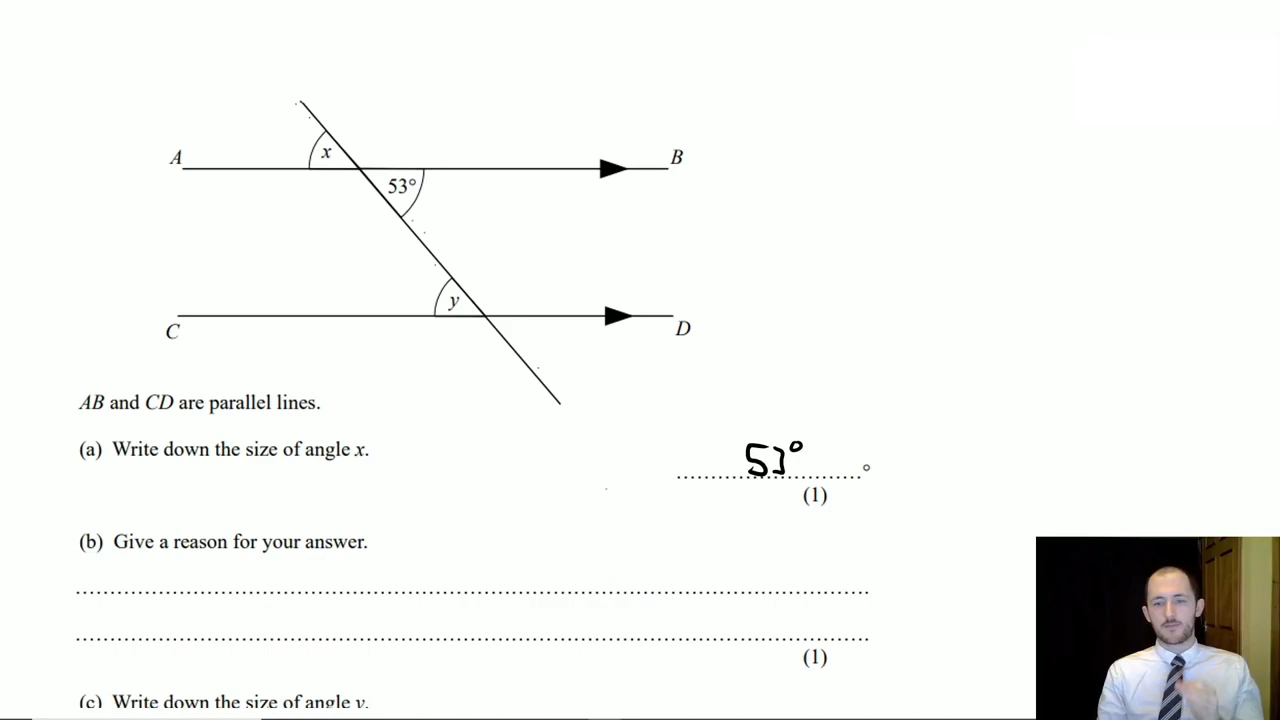 x
A
B
53°
y
C
D
AB and CD are parallel lines.
(a) Write down the size of angle x.
53°
....................................°
(1)
(b) Give a reason for your answer.
(1)
(c) Write down the size of angle y.